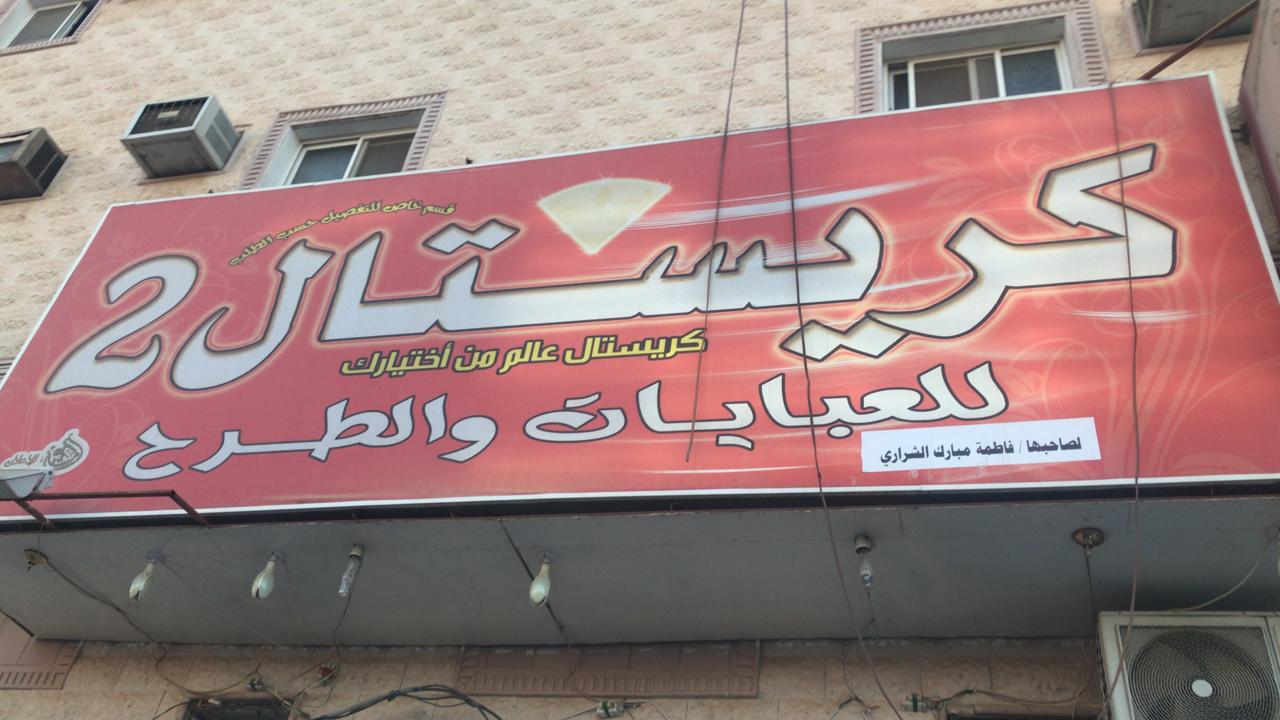 قسم خاص للتفصيل حسب الطلب
كريستال 2
كريستال عالم من أختيارك
للعبايات والطرح
لصاحبها / فاطمة مبارك الشراري